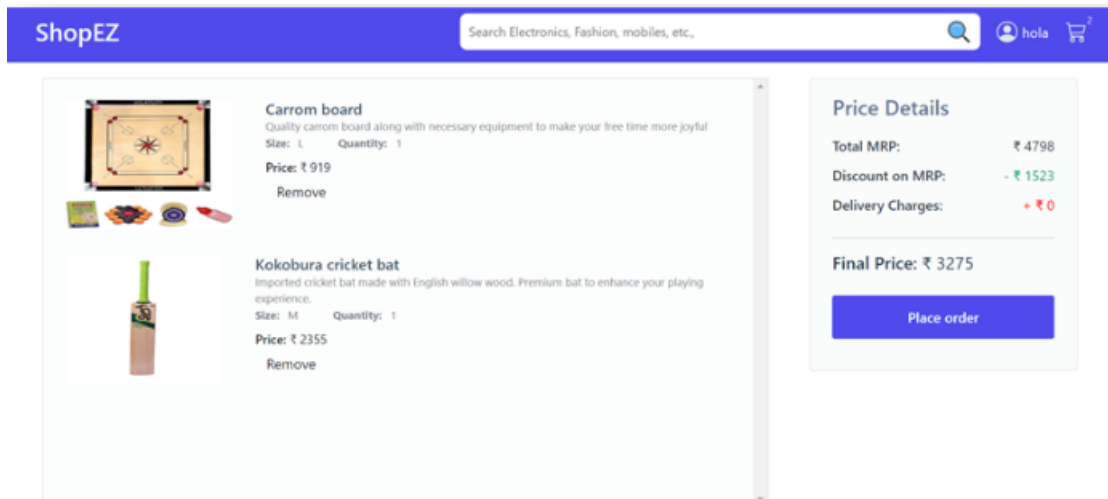 ShopEZ
Search Electronics, Fashion, mobiles, etc.,
hola
2
Carrom board
Quality carrom board along with necessary equipment to make your free time more joyful
Size: L Quantity: 1
Price: ₹ 919
Remove
Kokobura cricket bat
Imported cricket bat made with English willow wood. Premium bat to enhance your playing
experience.
Size: M Quantity: 1
Price: ₹ 2355
Remove
Price Details
Total MRP: ₹ 4798
Discount on MRP: - ₹ 1523
Delivery Charges: + ₹ 0
Final Price: ₹ 3275
Place order